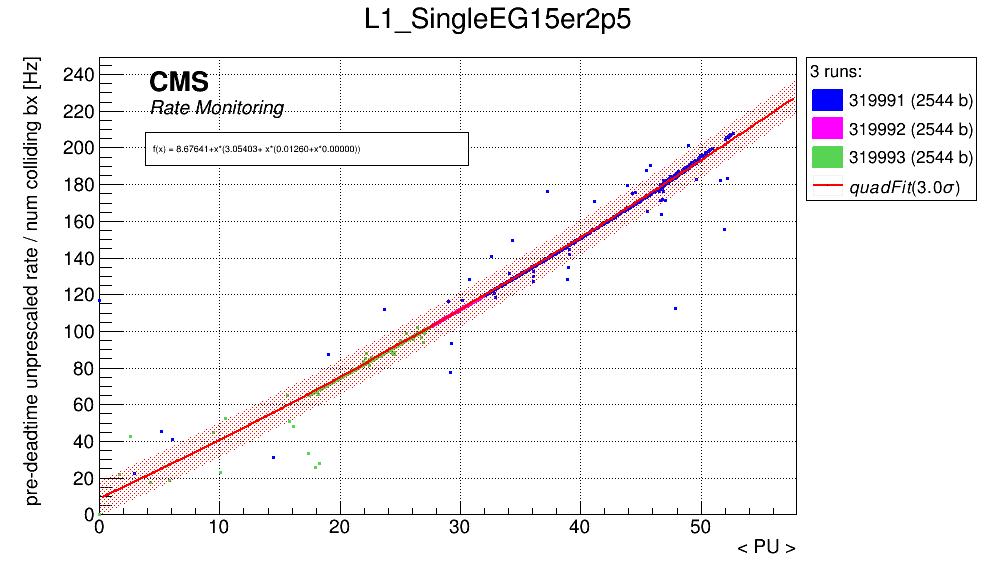 L1_SingleEG15er2p5
pre-deadtime unprescaled rate / num colliding bx [Hz]
240
220
200
180
160
140
120
100
80
60
40
20
0
CMS
Rate Monitoring
f(x) = 8.67641+x*(3.05403+ x*(0.01260+x*0.00000))
0 10 20 30 40 50
< PU >
3 runs:
319991 (2544 b)
319992 (2544 b)
319993 (2544 b)
quadFit(3.0σ)